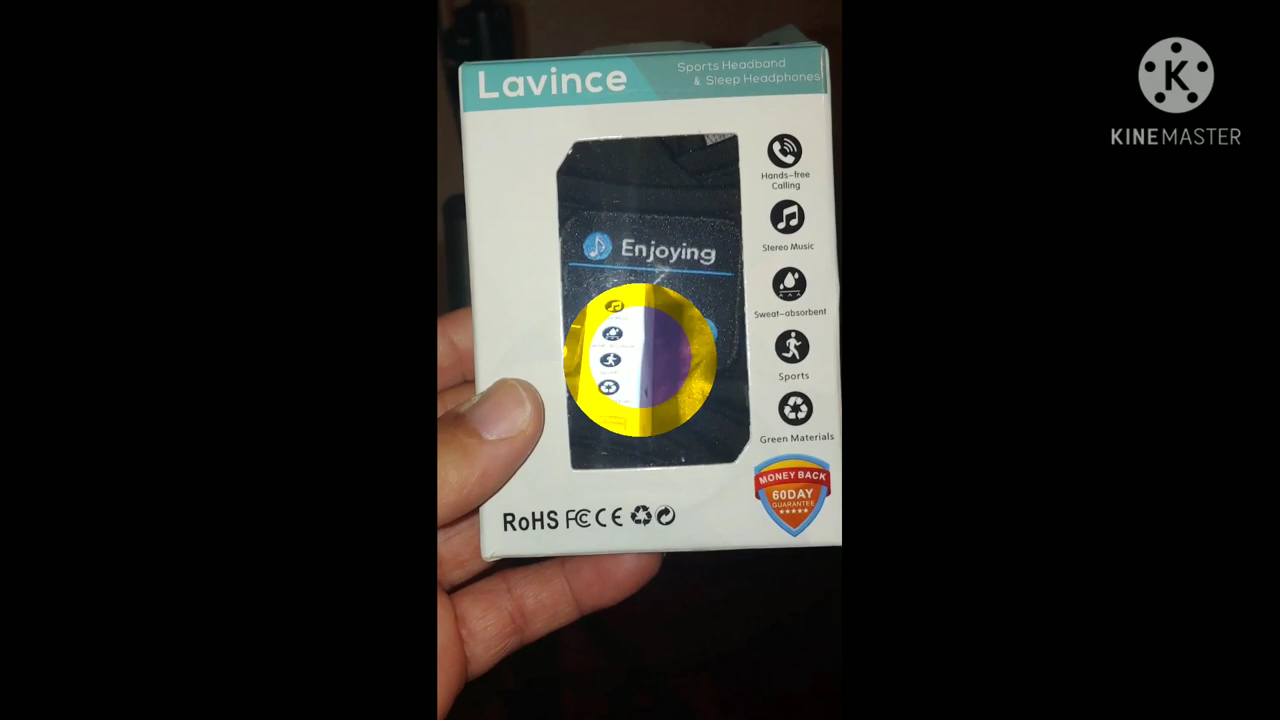 Lavince
Sports Headband
& Sleep Headphones
KINEMASTER
Hands-free
Calling
Stereo Music
Enjoying
Sweat-absorbent
Sports
Green Materials
MONEY BACK
60DAY
GUARANTEE
RoHS FC CE